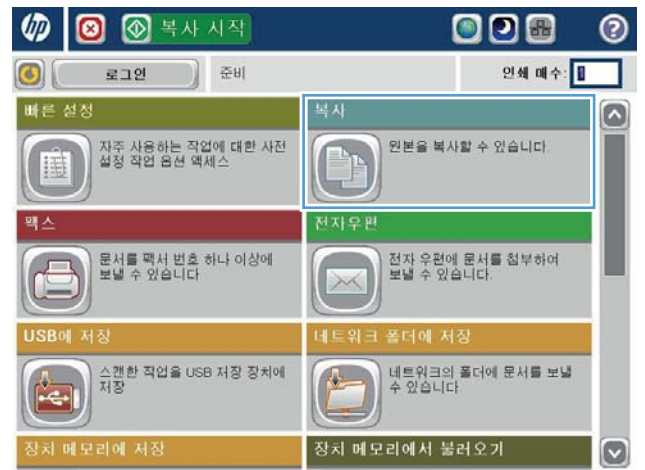 hp 복사 시작 ?
로그인 준비 인쇄 매수: 1
빠른 설정
자주 사용하는 작업에 대한 사전
설정 작업 옵션 액세스
복사
원본을 복사할 수 있습니다.
팩스
문서를 팩서 번호 하나 이상에
보낼 수 있습니다
전자우편
전자 우편에 문서를 첨부하여
보낼 수 있습니다.
USB에 저장
스캔한 작업을 USB 저장 장치에
저장
네트워크 폴더에 저장
네트워크의 폴더에 문서를 보낼
수 있습니다
장치 메모리에 저장
장치 메모리에서 불러오기